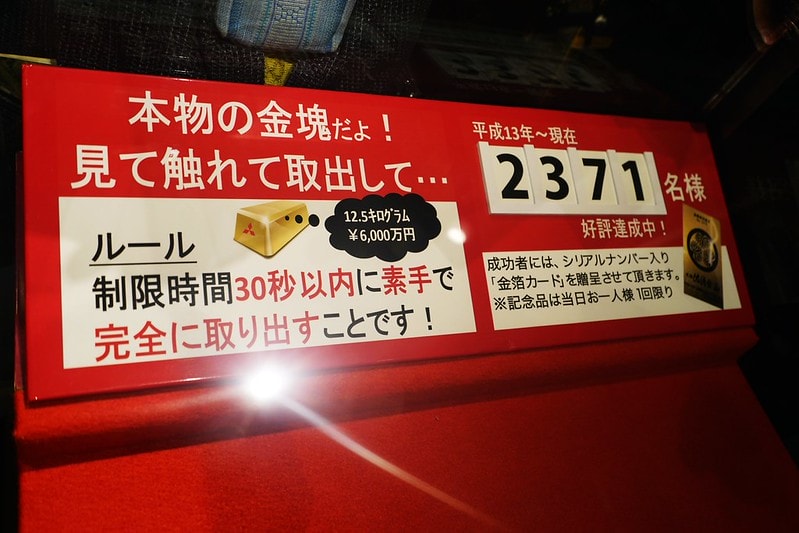 本物の金塊だよ！
見て触れて取出して…
12.5キログラム
¥6,000万円
ルール
制限時間30秒以内に素手で
完全に取り出すことです！
平成13年～現在
2371名様
好評達成中！
成功者には、シリアルナンバー入り
「金箔カード」を贈呈させて頂きます。
※記念品は当日お一人様 1回限り